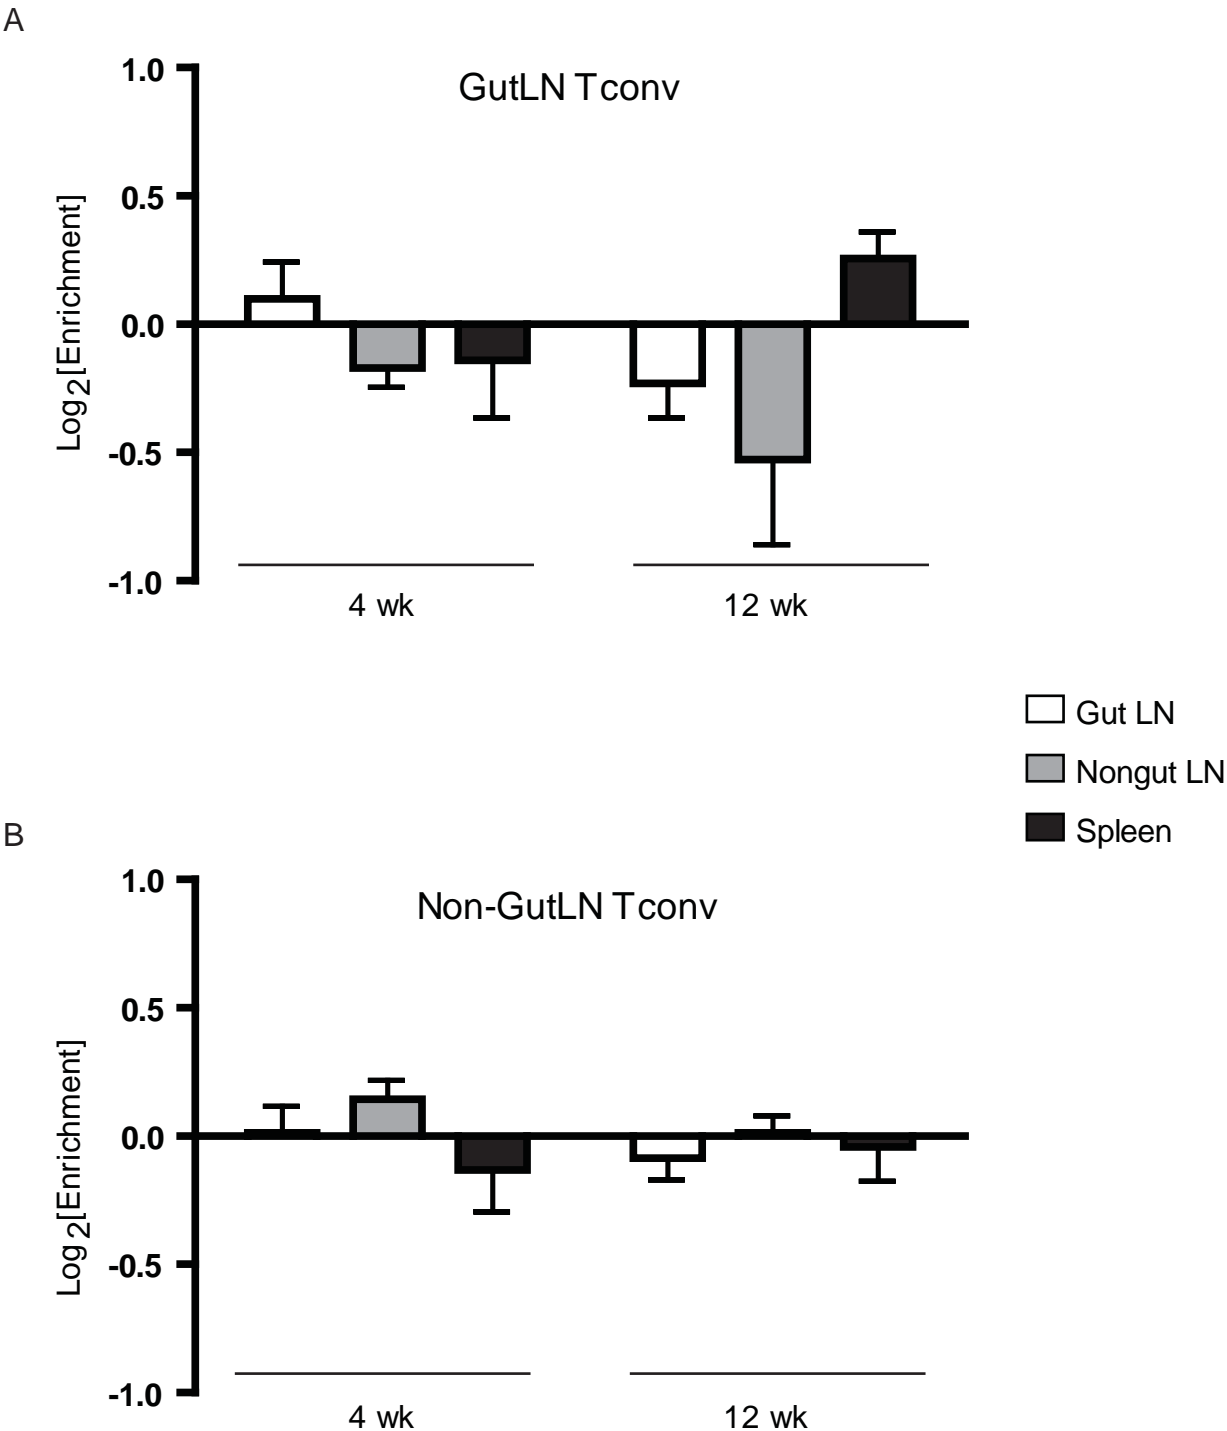 A
GutLN Tconv
1.0
0.5
0.0
-0.5
-1.0
Log2[Enrichment]
4 wk
12 wk
Gut LN
Nongut LN
Spleen
B
Non-GutLN Tconv
1.0
0.5
0.0
-0.5
-1.0
Log2[Enrichment]
4 wk
12 wk